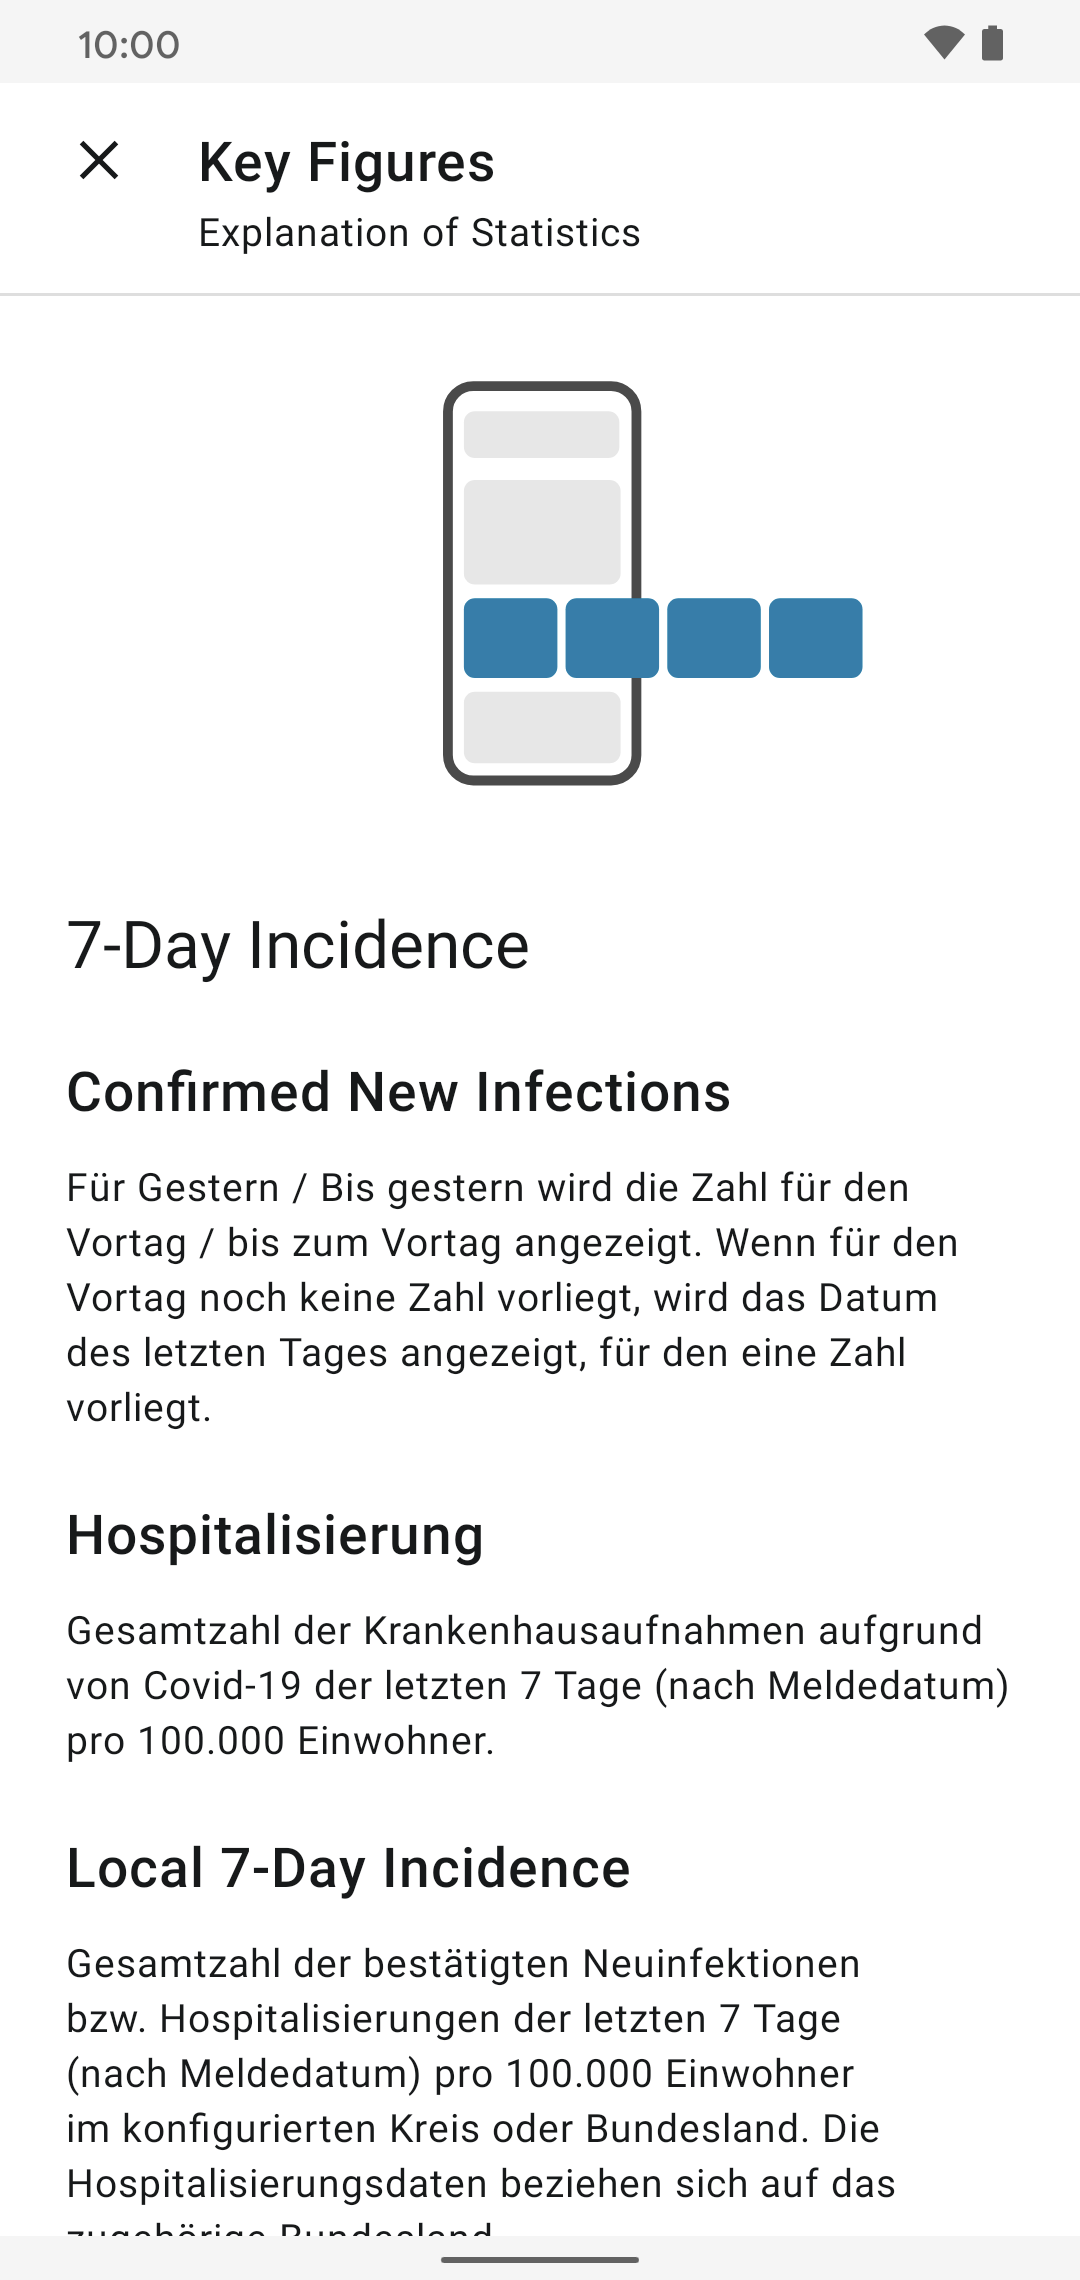 10:00
Key Figures
Explanation of Statistics
7-Day Incidence
Confirmed New Infections
Für Gestern / Bis gestern wird die Zahl für den
Vortag / bis zum Vortag angezeigt. Wenn für den
Vortag noch keine Zahl vorliegt, wird das Datum
des letzten Tages angezeigt, für den eine Zahl
vorliegt.
Hospitalisierung
Gesamtzahl der Krankenhausaufnahmen aufgrund
von Covid-19 der letzten 7 Tage (nach Meldedatum)
pro 100.000 Einwohner.
Local 7-Day Incidence
Gesamtzahl der bestätigten Neuinfektionen
bzw. Hospitalisierungen der letzten 7 Tage
(nach Meldedatum) pro 100.000 Einwohner
im konfigurierten Kreis oder Bundesland. Die
Hospitalisierungsdaten beziehen sich auf das
zugehörige Bundesland